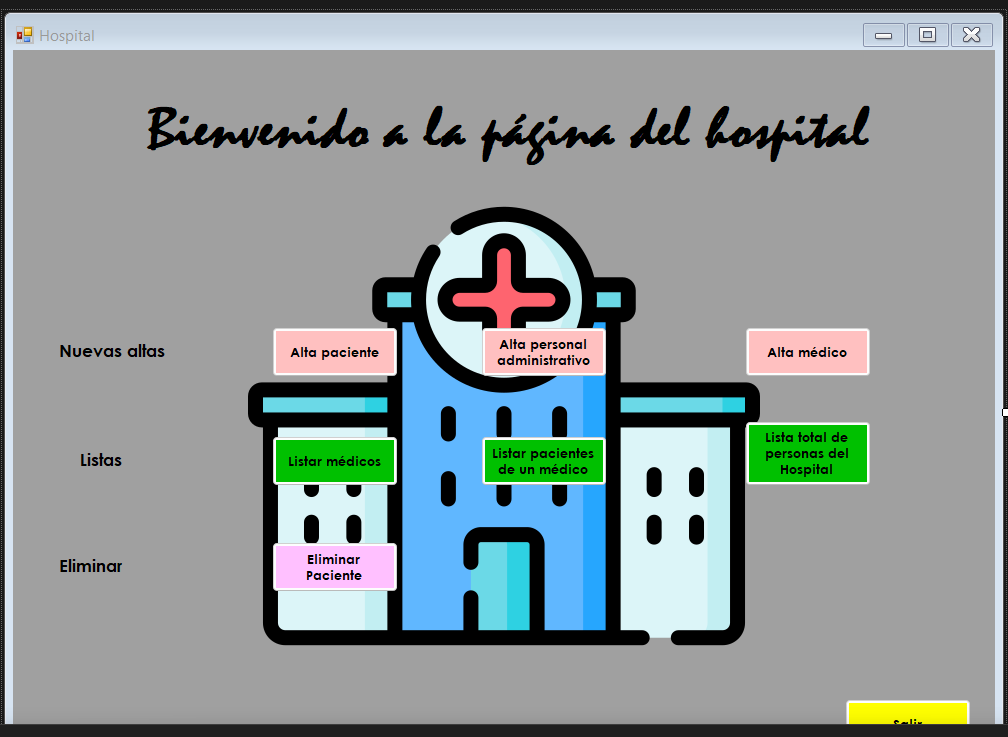 Hospital
Bienvenido a la página del hospital
Nuevas altas
Alta paciente
Alta personal
administrativo
Alta médico
Listas
Listar médicos
Listar pacientes
de un médico
Lista total de
personas del
Hospital
Eliminar
Eliminar
Paciente
Salir